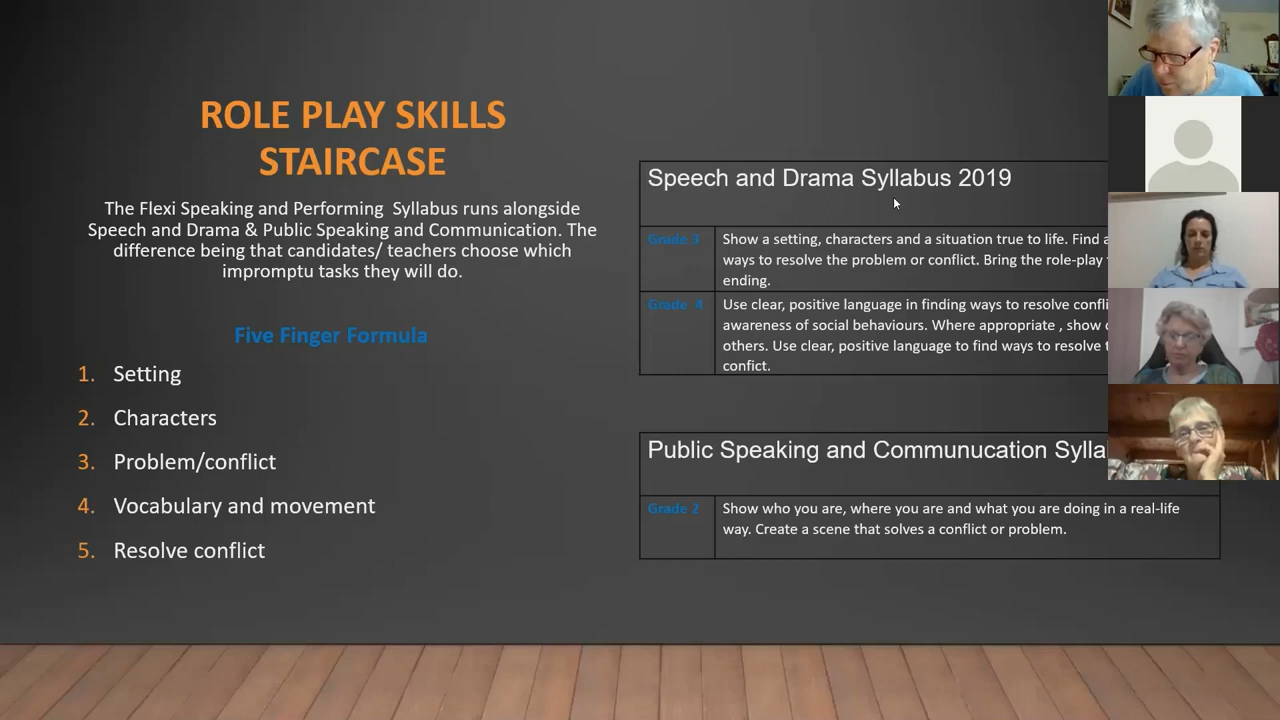 ROLE PLAY SKILLS
STAIRCASE
The Flexi Speaking and Performing Syllabus runs alongside
Speech and Drama & Public Speaking and Communication. The
difference being that candidates/ teachers choose which
impromptu tasks they will do.
Five Finger Formula
1. Setting
2. Characters
3. Problem/conflict
4. Vocabulary and movement
5. Resolve conflict
Speech and Drama Syllabus 2019
Grade 3
Show a setting, characters and a situation true to life. Find
ways to resolve the problem or conflict. Bring the role-play
ending.
Grade 4
Use clear, positive language in finding ways to resolve
awareness of social behaviours. Where appropriate , show
others. Use clear, positive language to find ways to resolve
confict.
Public Speaking and Communucation
Grade 2
Show who you are, where you are and what you are doing in a real-life
way. Create a scene that solves a conflict or problem.